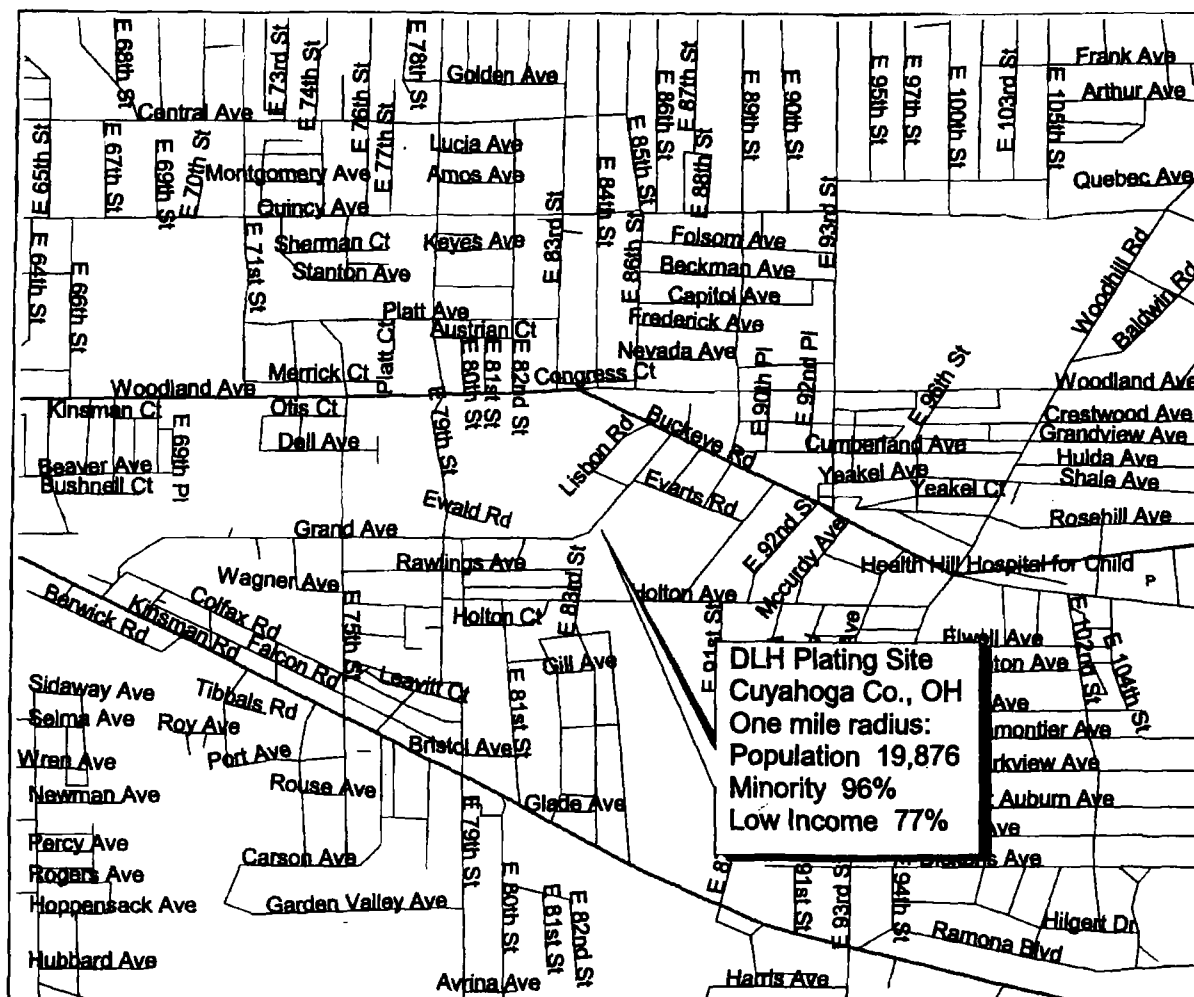 E 68th St
E 73rd St
E 74th St
E 76th St
E 78th St
Golden Ave
E 86th St
E 87th St
E 89th St
E 90th St
E 95th St
E 97th St
E 100th St
E 103rd St
E 105th St
Frank Ave
Arthur Ave
Central Ave
E 77th St
Lucia Ave
E 85th St
E 88th St
E 65th St
E 67th St
E 69th St
E 70th St
Montgomery Ave
Amos Ave
E 84th St
Quebec Ave
Quincy Ave
E 83rd St
E 93rd St
E 64th St
E 66th St
E 71st St
Sherman Ct
Keyes Ave
E 86th St
Folsom Ave
Woodhill Rd
Baldwin Rd
Stanton Ave
Beckman Ave
Capitol Ave
Platt Ave
Frederick Ave
Austrian Ct
Platt Ct
Nevada Ave
E 80th St
E 81st St
E 82nd St
E 90th Pl
E 92nd Pl
E 96th St
Merrick Ct
Congress Ct
Woodland Ave
Woodland Ave
Kinsman Ct
Otis Ct
E 79th St
Buckeye Rd
Crestwood Ave
E 69th Pl
Dell Ave
Lisbon Rd
Cumberland Ave
Grandview Ave
Hulda Ave
Beaver Ave
Bushnell Ct
Evarts Rd
Yeakel Ave
Yeakel Ct
Shale Ave
Ewald Rd
Rosehill Ave
Grand Ave
E 92nd St
Mccurdy Ave
Rawlings Ave
E 83rd St
Health Hill Hospital for Child
P
Wagner Ave
Holton Ave
Berwick Rd
Kinsman Rd
Colfax Rd
E 75th St
Holton Ct
E 91st St
Ave
Elwell Ave
E 102nd St
E 104th St
Falcon Rd
Leavitt Ct
Gill Ave
DLH Plating Site
Cuyahoga Co., OH
One mile radius:
Population 19,876
Minority 96%
Low Income 77%
ton Ave
Ave
montier Ave
rkview Ave
Auburn Ave
Ave
Sidaway Ave
Tibbals Rd
E 81st St
Selma Ave
Roy Ave
Port Ave
Bristol Ave
Wren Ave
Newman Ave
Rouse Ave
Glade Ave
Percy Ave
E 79th St
Carson Ave
Rogers Ave
91st St
E 93rd S
E 94th St
Hoppensack Ave
Garden Valley Ave
E 80th St
E 81st St
E 82nd St
Hilgert Dr
Ramona Blvd
Hubbard Ave
Avrina Ave
Harris Ave